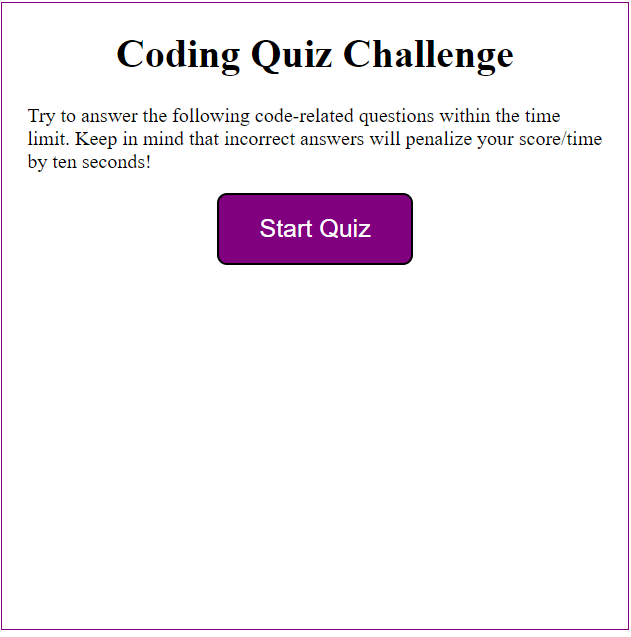 Coding Quiz Challenge
Try to answer the following code-related questions within the time
limit. Keep in mind that incorrect answers will penalize your score/time
by ten seconds!
Start Quiz